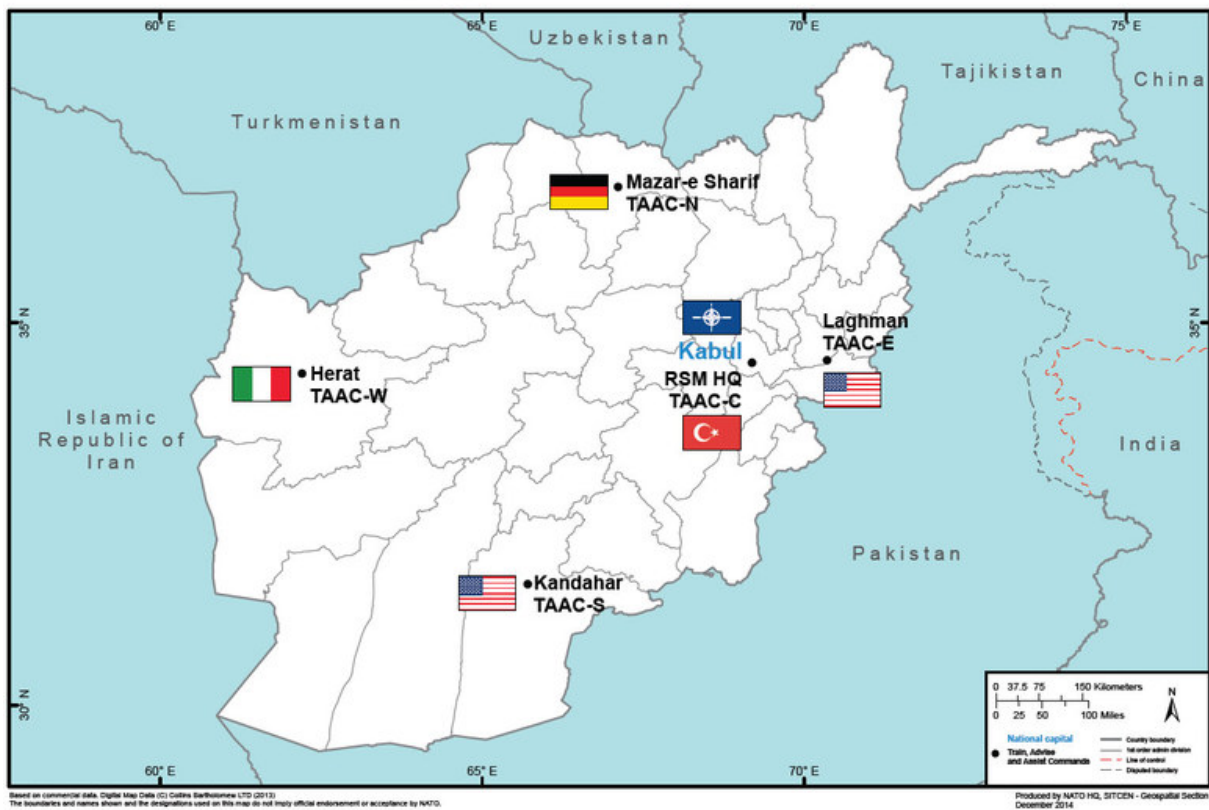 60° E
65° E
70° E
75° E
Uzbekistan
Tajikistan
China
Turkmenistan
Mazar-e Sharif
TAAC-N
35° N
35° N
Laghman
TAAC-E
Kabul
RSM HQ
TAAC-C
Herat
TAAC-W
Islamic
Republic of
Iran
India
Pakistan
Kandahar
TAAC-S
30° N
30° N
0 37.5 75 150 Kilometers
0 25 50 100 Miles
N
National capital
Train, Advise
and Assist Commands
Country boundary
1st order admin division
Line of control
Disputed boundary
60° E
65° E
70° E
Based on commercial data. Digital Map Data (C) Collins Bartholomew LTD (2013)
The boundaries and names shown and the designations used on this map do not imply official endorsement or acceptance by NATO.
Produced by NATO HQ, SITCEN - Geospatial Section
December 2014